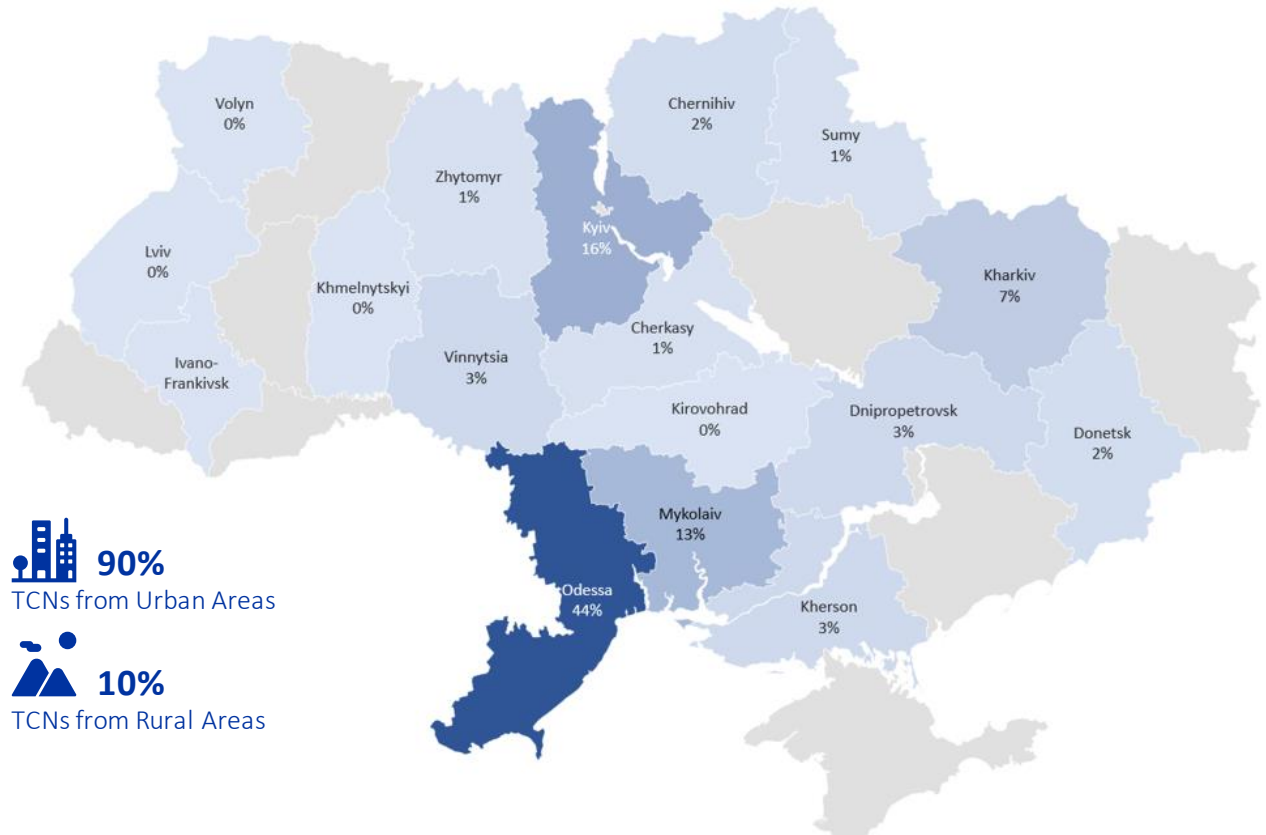 Volyn
0%
Chernihiv
2%
Sumy
1%
Zhytomyr
1%
Kyiv
16%
Lviv
0%
Kharkiv
7%
Khmelnytskyi
0%
Cherkasy
1%
Ivano-
Frankivsk
Vinnytsia
3%
Kirovohrad
0%
Dnipropetrovsk
3%
Donetsk
2%
Mykolaiv
13%
Odessa
44%
Kherson
3%
90%
TCNs from Urban Areas
10%
TCNs from Rural Areas